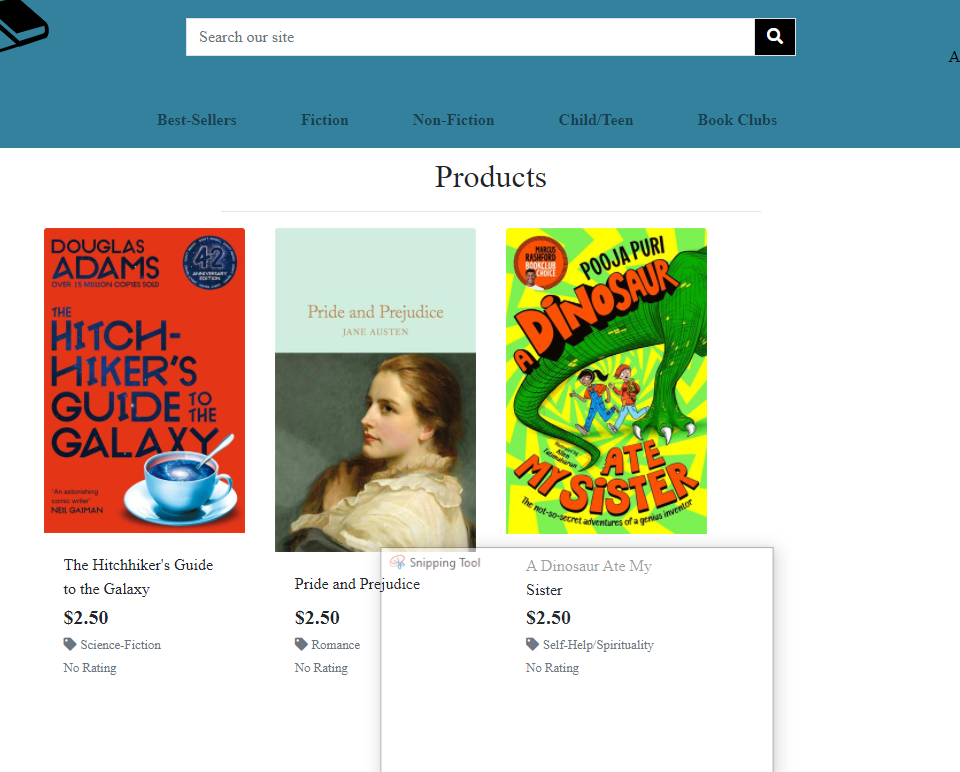 Search our site
A
Best-Sellers
Fiction
Non-Fiction
Child/Teen
Book Clubs
Products
DOUGLAS
ADAMS
OVER 15 MILLION COPIES SOLD
42
ANNIVERSARY
EDITION
THE
HITCH-
HIKER'S
GUIDE TO THE
GALAXY
'An astonishing
comic writer'
NEIL GAIMAN
The Hitchhiker's Guide
to the Galaxy
$2.50
Science-Fiction
No Rating
Pride and Prejudice
JANE AUSTEN
Pride and Prejudice
$2.50
Romance
No Rating
MARCUS
RASHFORD
BOOKCLUB
CHOICE
POOJA PURI
A DINOSAUR
ATE
MY SISTER
Illustrated by
Allen
Fatimaharan
The not-so-secret adventures of a genius inventor
Snipping Tool
A Dinosaur Ate My
Sister
$2.50
Self-Help/Spirituality
No Rating